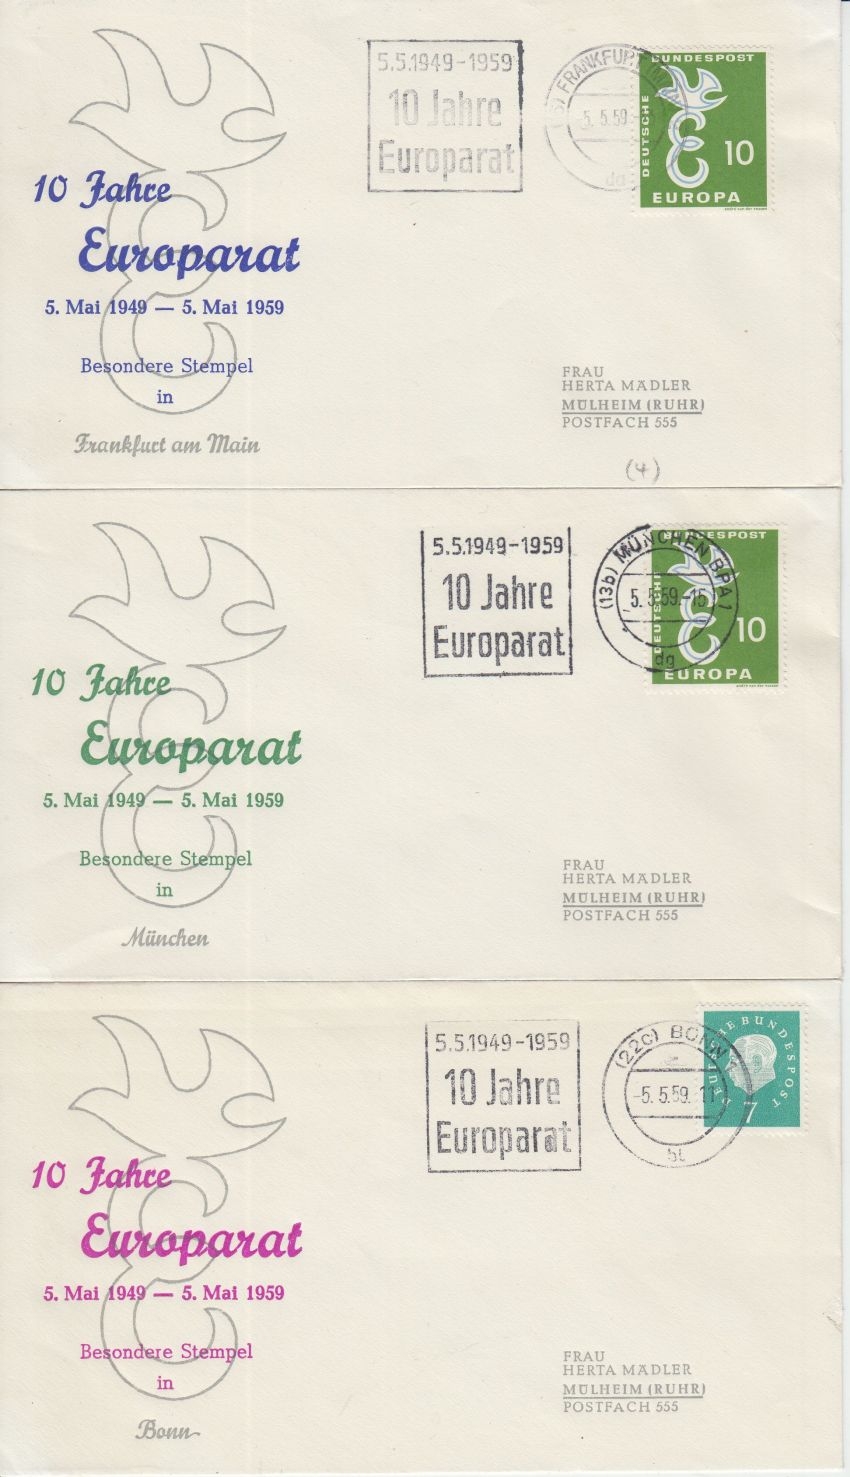 5.5.1949-1959
10 Jahre
Europarat
FRANKFURT
5.5.59
da
DEUTSCHE BUNDESPOST
10
EUROPA
10 Jahre
Europarat
5. Mai 1949 — 5. Mai 1959
Besondere Stempel
in
Frankfurt am Main
FRAU
HERTA MÄDLER
MÜLHEIM (RUHR)
POSTFACH 555
(4)
5.5.1949-1959
10 Jahre
Europarat
(13b) MÜNCHEN BPA 1
5.5.59.-15
dg
DEUTSCHE BUNDESPOST
10
EUROPA
10 Jahre
Europarat
5. Mai 1949 — 5. Mai 1959
Besondere Stempel
in
München
FRAU
HERTA MÄDLER
MÜLHEIM (RUHR)
POSTFACH 555
5.5.1949-1959
10 Jahre
Europarat
(22c) BONN 1
-5.5.59.11
bt
DEUTSCHE BUNDESPOST
7
10 Jahre
Europarat
5. Mai 1949 — 5. Mai 1959
Besondere Stempel
in
Bonn
FRAU
HERTA MÄDLER
MÜLHEIM (RUHR)
POSTFACH 555